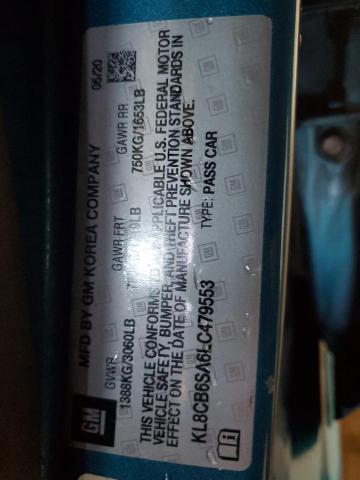 GM
MFD BY GM KOREA COMPANY 05/20
GVWR GAWR FRT GAWR RR
1388KG/3060LB 750KG/1653LB
THIS VEHICLE CONFORMS TO APPLICABLE U.S. FEDERAL MOTOR
VEHICLE SAFETY, BUMPER, AND THEFT PREVENTION STANDARDS IN
EFFECT ON THE DATE OF MANUFACTURE SHOWN ABOVE.
KL8CB6SA6LC479553 TYPE: PASS CAR